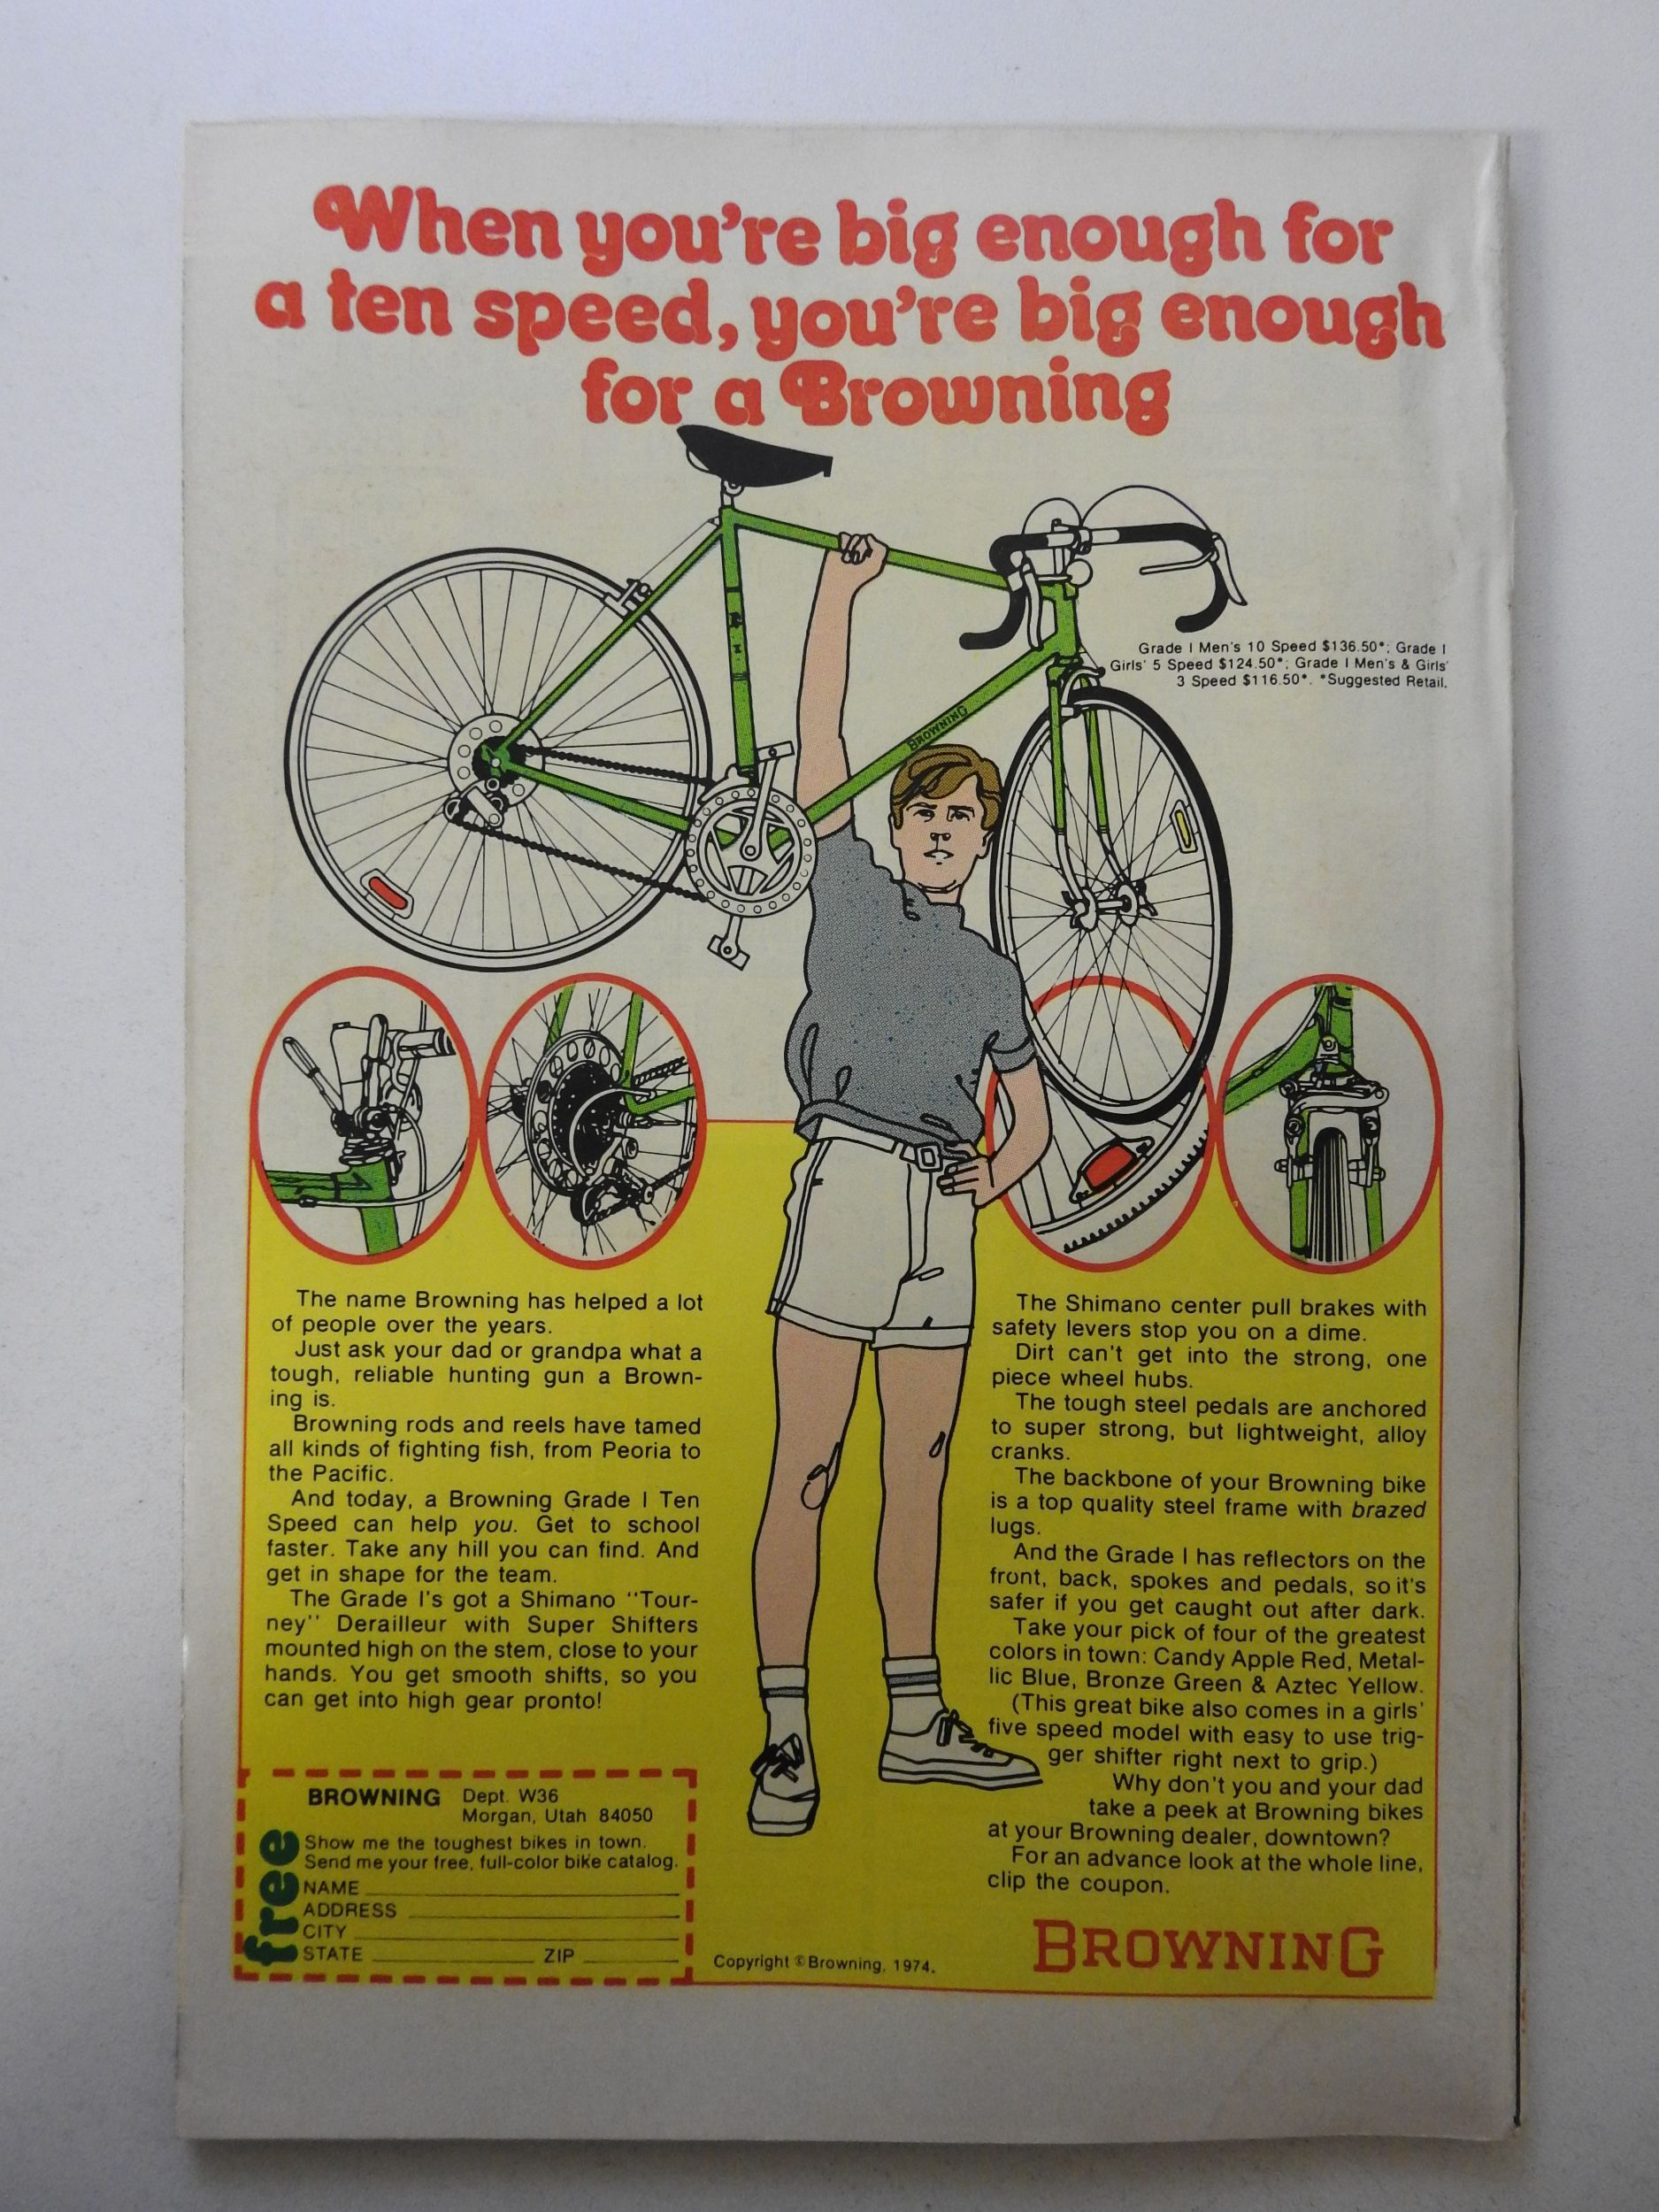 When you're big enough for
a ten speed, you're big enough
for a Browning
Grade I Men's 10 Speed $136.50*; Grade I
Girls' 5 Speed $124.50*; Grade I Men's & Girls'
3 Speed $116.50*. *Suggested Retail.
BROWNING
The name Browning has helped a lot
of people over the years.
Just ask your dad or grandpa what a
tough, reliable hunting gun a Brown-
ing is.
Browning rods and reels have tamed
all kinds of fighting fish, from Peoria to
the Pacific.
And today, a Browning Grade I Ten
Speed can help you. Get to school
faster. Take any hill you can find. And
get in shape for the team.
The Grade I's got a Shimano "Tour-
ney" Derailleur with Super Shifters
mounted high on the stem, close to your
hands. You get smooth shifts, so you
can get into high gear pronto!
The Shimano center pull brakes with
safety levers stop you on a dime.
Dirt can't get into the strong, one
piece wheel hubs.
The tough steel pedals are anchored
to super strong, but lightweight, alloy
cranks.
The backbone of your Browning bike
is a top quality steel frame with brazed
lugs.
And the Grade I has reflectors on the
front, back, spokes and pedals, so it's
safer if you get caught out after dark.
Take your pick of four of the greatest
colors in town: Candy Apple Red, Metal-
lic Blue, Bronze Green & Aztec Yellow.
(This great bike also comes in a girls'
five speed model with easy to use trig-
ger shifter right next to grip.)
Why don't you and your dad
take a peek at Browning bikes
at your Browning dealer, downtown?
For an advance look at the whole line,
clip the coupon.
free
BROWNING Dept. W36
Morgan, Utah 84050
Show me the toughest bikes in town.
Send me your free, full-color bike catalog.
NAME
ADDRESS
CITY
STATE ZIP
Copyright © Browning, 1974.
BROWNING